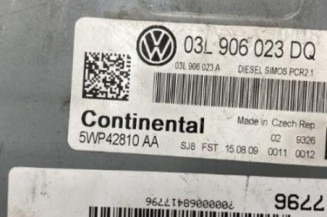 03L 906 023 DQ
03L 906 023 A DIESEL SIMOS PCR2.1
Continental Made in Czech Rep.
5WP42810 AA 02 9326
SJ8 FST 15.08.09 0011 0012
7796
70000068417796